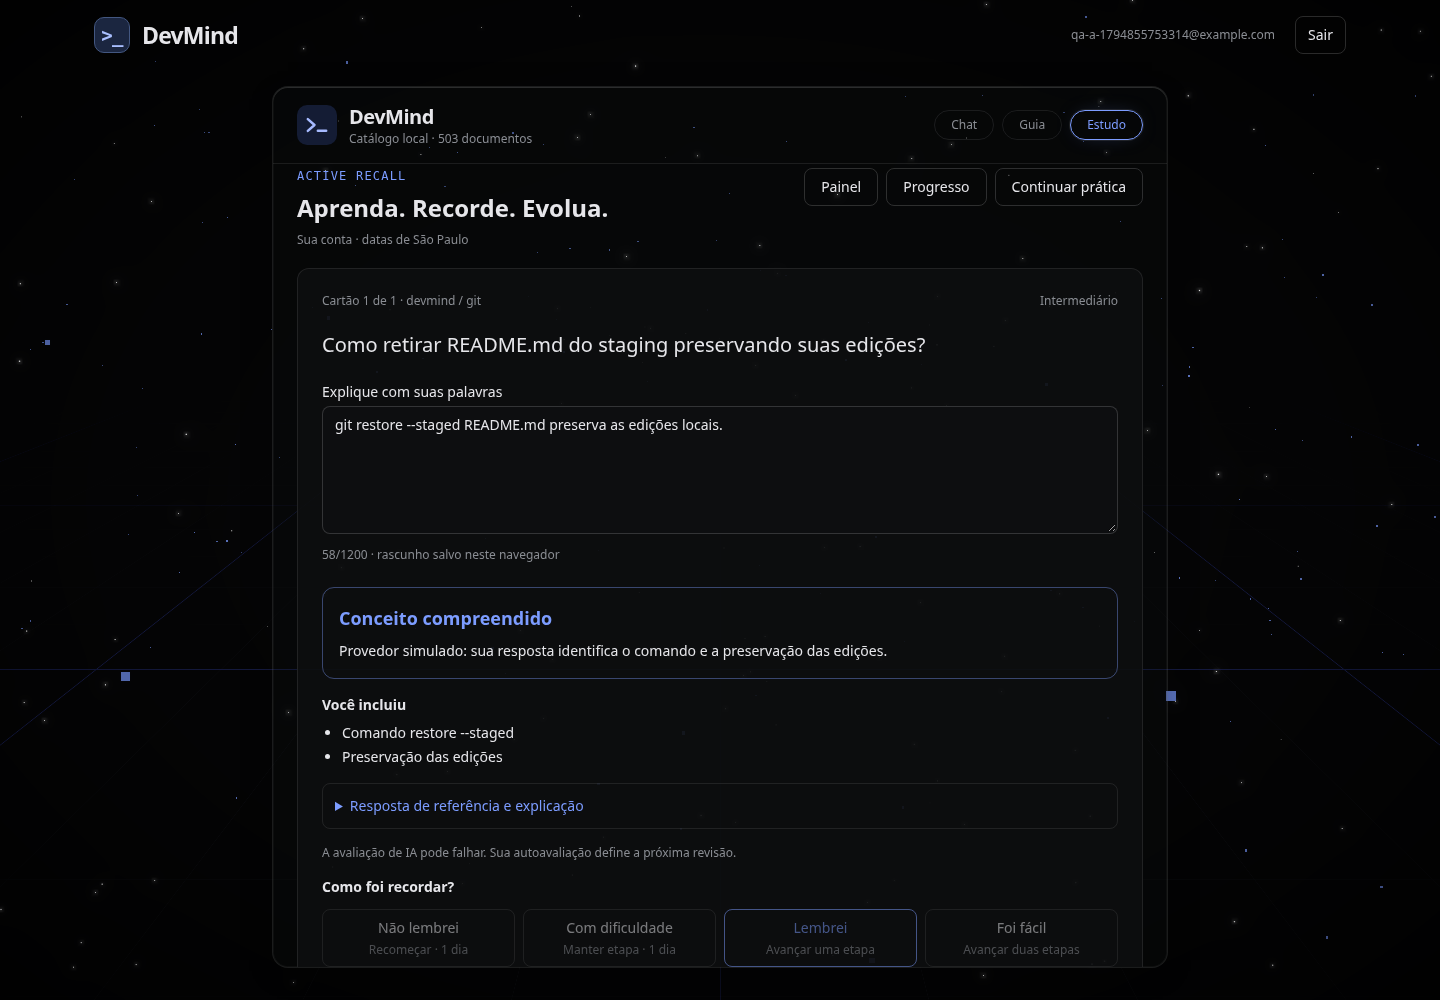 >_ DevMind
qa-a-1794855753314@example.com
Sair
DevMind
Catálogo local · 503 documentos
Chat
Guia
Estudo
ACTİVE RECALL
Aprenda. Recorde. Evolua.
Sua conta · datas de São Paulo
Painel
Progresso
Continuar prática
Cartão 1 de 1 · devmind / git
Intermediário
Como retirar README.md do staging preservando suas edições?
Explique com suas palavras
git restore --staged README.md preserva as edições locais.
58/1200 · rascunho salvo neste navegador
Conceito compreendido
Provedor simulado: sua resposta identifica o comando e a preservação das edições.
Você incluiu
Comando restore --staged
Preservação das edições
Resposta de referência e explicação
A avaliação de IA pode falhar. Sua autoavaliação define a próxima revisão.
Como foi recordar?
Não lembrei
Recomeçar · 1 dia
Com dificuldade
Manter etapa · 1 dia
Lembrei
Avançar uma etapa
Foi fácil
Avançar duas etapas